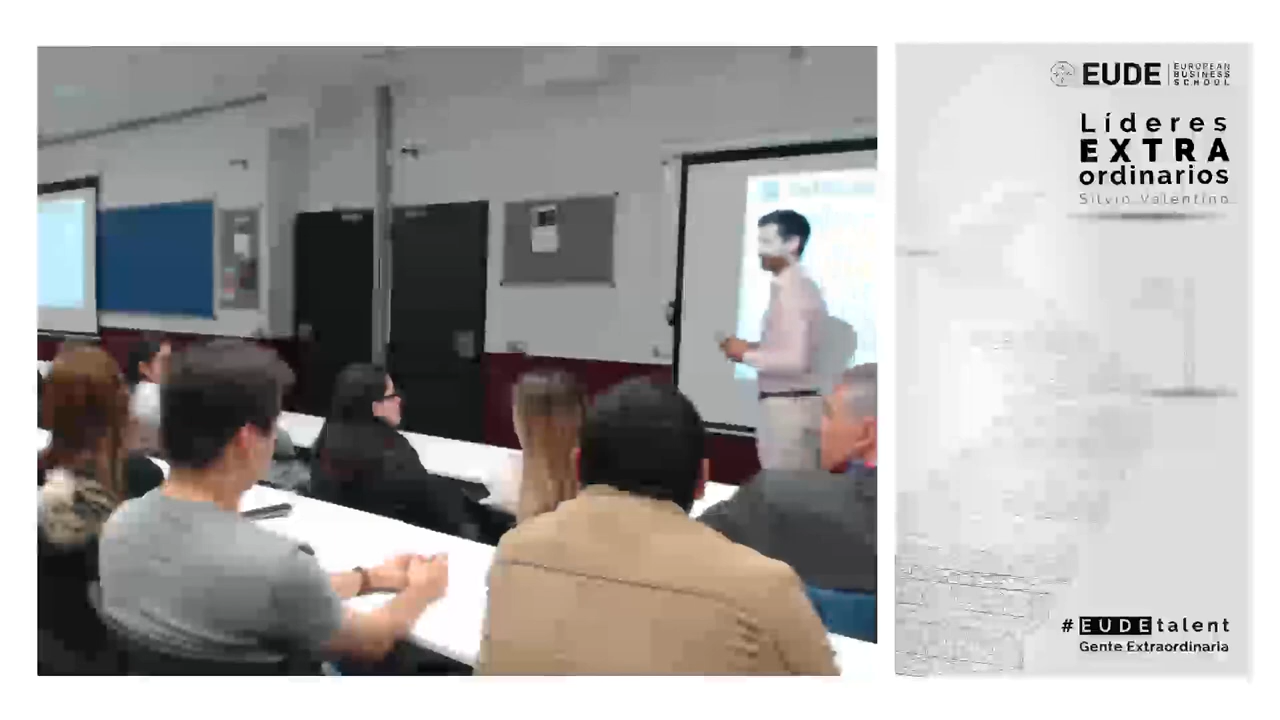 EUDE
EUROPEAN
BUSINESS
SCHOOL
Líderes
EXTRA
ordinarios
Silvio Valentino
#EUDEtalent
Gente Extraordinaria